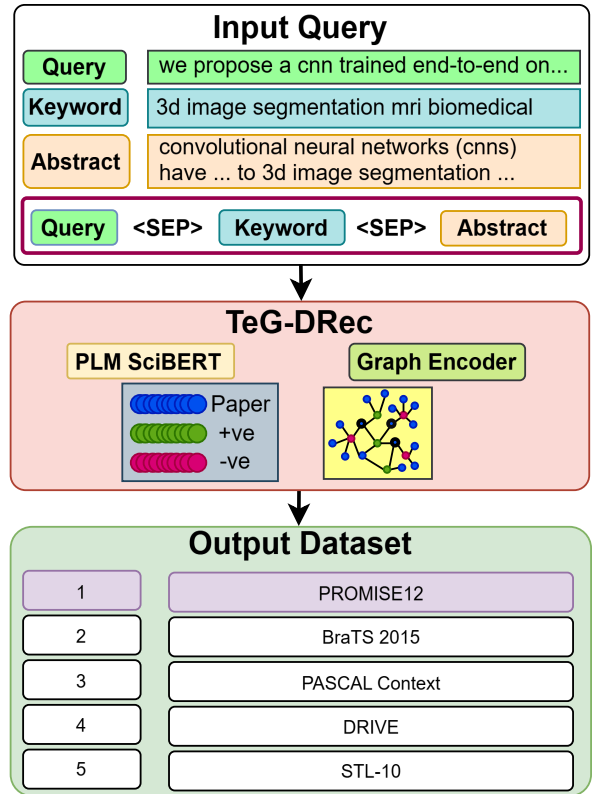 Input Query
Query we propose a cnn trained end-to-end on...
Keyword 3d image segmentation mri biomedical
Abstract convolutional neural networks (cnns)
have ... to 3d image segmentation ...
Query <SEP> Keyword <SEP> Abstract
TeG-DRec
PLM SciBERT Graph Encoder
Paper
+ve
-ve
Output Dataset
1 PROMISE12
2 BraTS 2015
3 PASCAL Context
4 DRIVE
5 STL-10